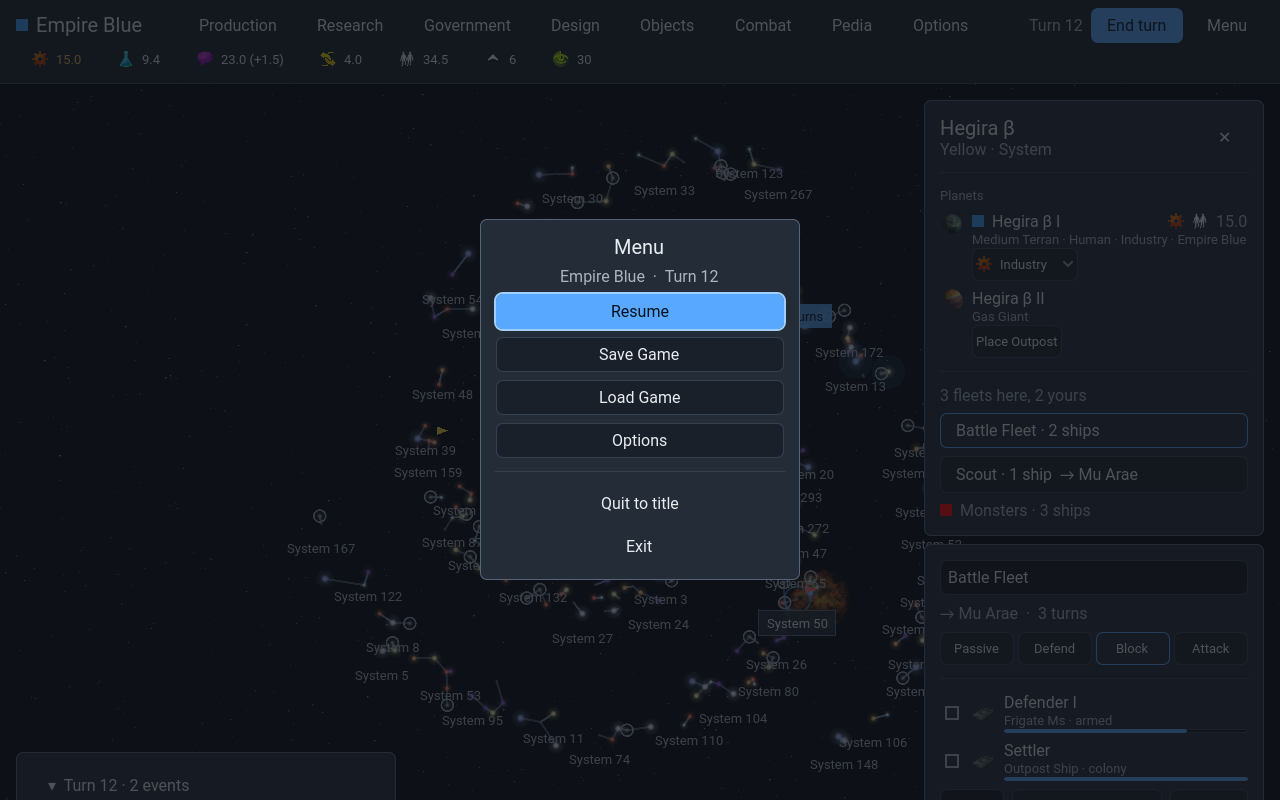 Empire Blue
Production Research Government Design Objects Combat Pedia Options
Turn 12 End turn Menu
15.0 9.4 23.0 (+1.5) 4.0 34.5 6 30
System 123
System 33
System 267
System 30
System 54
System 172
System 13
System 48
System 39
System 159
System 20
293
272
System 167
System 47
System 122
System 132
System 3
System 24
System 50
System 27
System 8
System 26
System 5
System 80
System 53
System 95
System 104
System 11
System 110
System 106
System 74
System 148
Menu
Empire Blue · Turn 12
Resume
Save Game
Load Game
Options
Quit to title
Exit
Hegira β ×
Yellow · System
Planets
Hegira β I 15.0
Medium Terran · Human · Industry · Empire Blue
Industry
Hegira β II
Gas Giant
Place Outpost
3 fleets here, 2 yours
Battle Fleet · 2 ships
Scout · 1 ship → Mu Arae
Monsters · 3 ships
Battle Fleet
→ Mu Arae · 3 turns
Passive Defend Block Attack
Defender I
Frigate Ms · armed
Settler
Outpost Ship · colony
▾ Turn 12 · 2 events